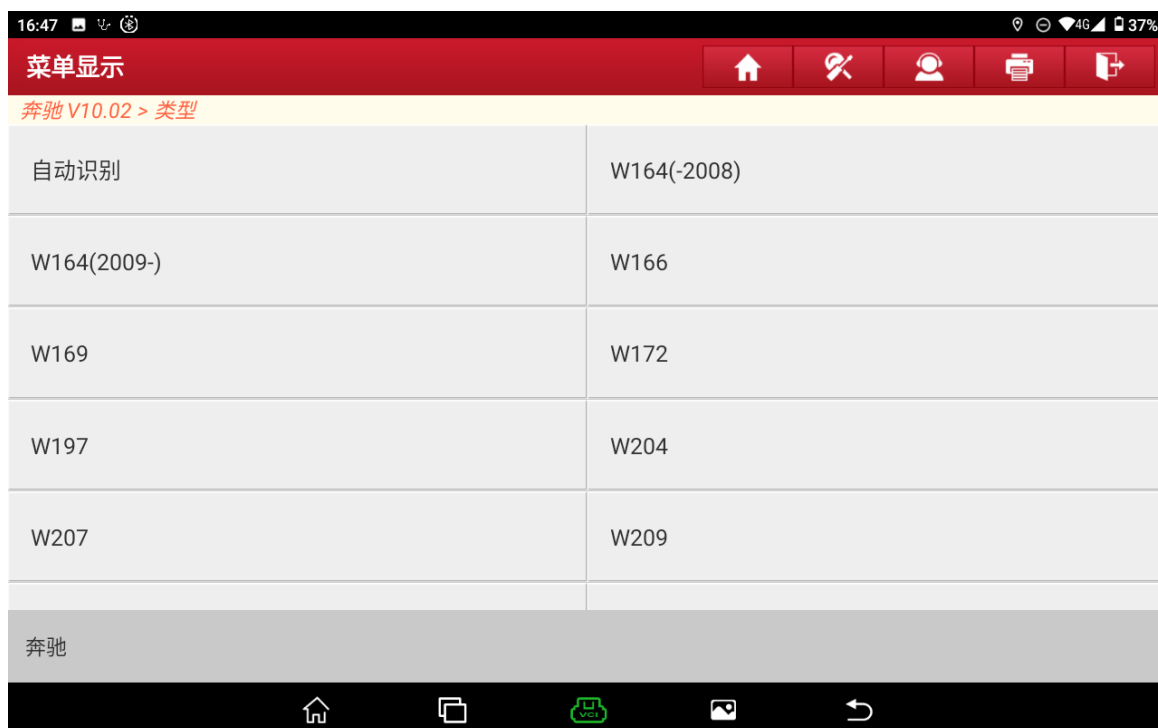 16:47 4G 37%
菜单显示
奔驰 V10.02 > 类型
自动识别 W164(-2008)
W164(2009-) W166
W169 W172
W197 W204
W207 W209
奔驰
VCI